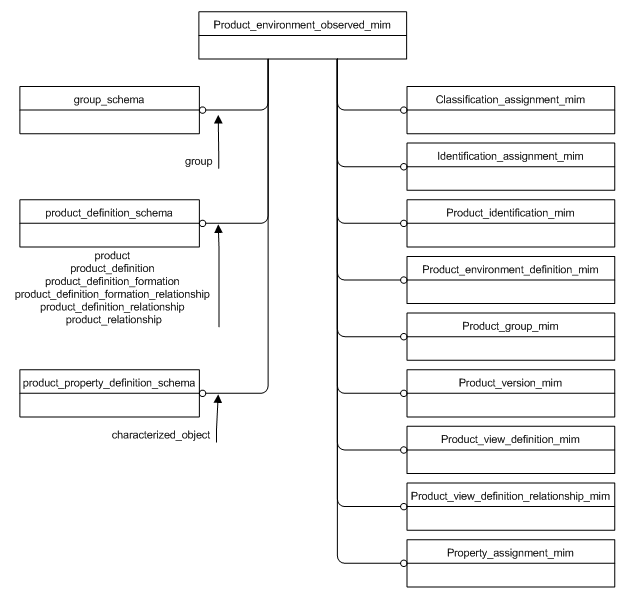 Product_environment_observed_mim
group_schema
group
product_definition_schema
product
product_definition
product_definition_formation
product_definition_formation_relationship
product_definition_relationship
product_relationship
product_property_definition_schema
characterized_object
Classification_assignment_mim
Identification_assignment_mim
Product_identification_mim
Product_environment_definition_mim
Product_group_mim
Product_version_mim
Product_view_definition_mim
Product_view_definition_relationship_mim
Property_assignment_mim